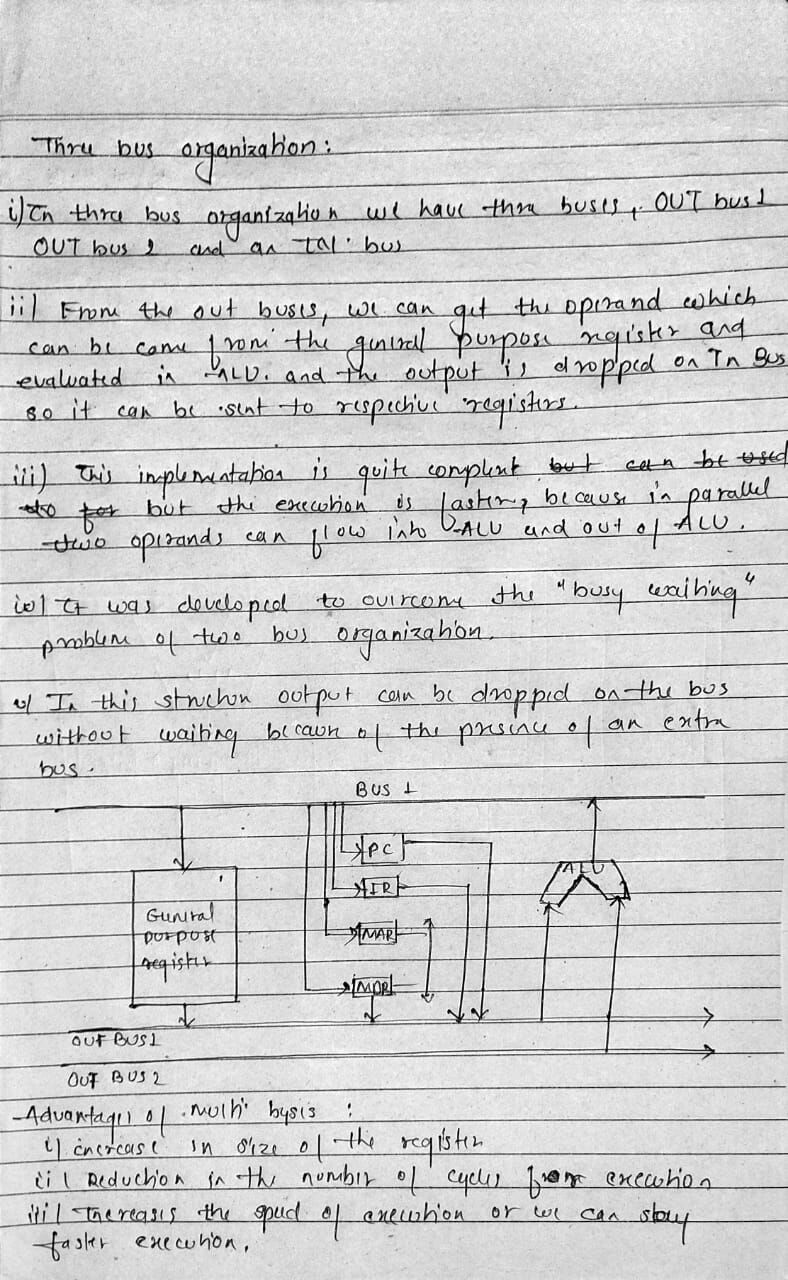 Three bus organization:
i) In three bus organization we have three buses, OUT bus 1
OUT bus 2 and an bus
ii) From the out buses, we can get the operand which
can be come from the general purpose register and
evaluated in ALU. and the output is dropped on In Bus
so it can be sent to respective registers.
iii) This implementation is quite complex but can be used
to for but the execution is faster, because in parallel
two operands can flow into ALU and out of ALU.
iv) It was developed to overcome the "busy waiting"
problem of two bus organization.
v) In this output can be dropped on the bus
without waiting because of the presence of an extra
bus.
BUS 1
PC
IR
ALU
General
purpose
register
MAR
MDR
OUT BUS1
OUT BUS 2
Advantages of multi :
i) increase in size of the register
ii) Reduction in the number of cycles from execution
iii) Increases the speed of execution or we can
faster execution.